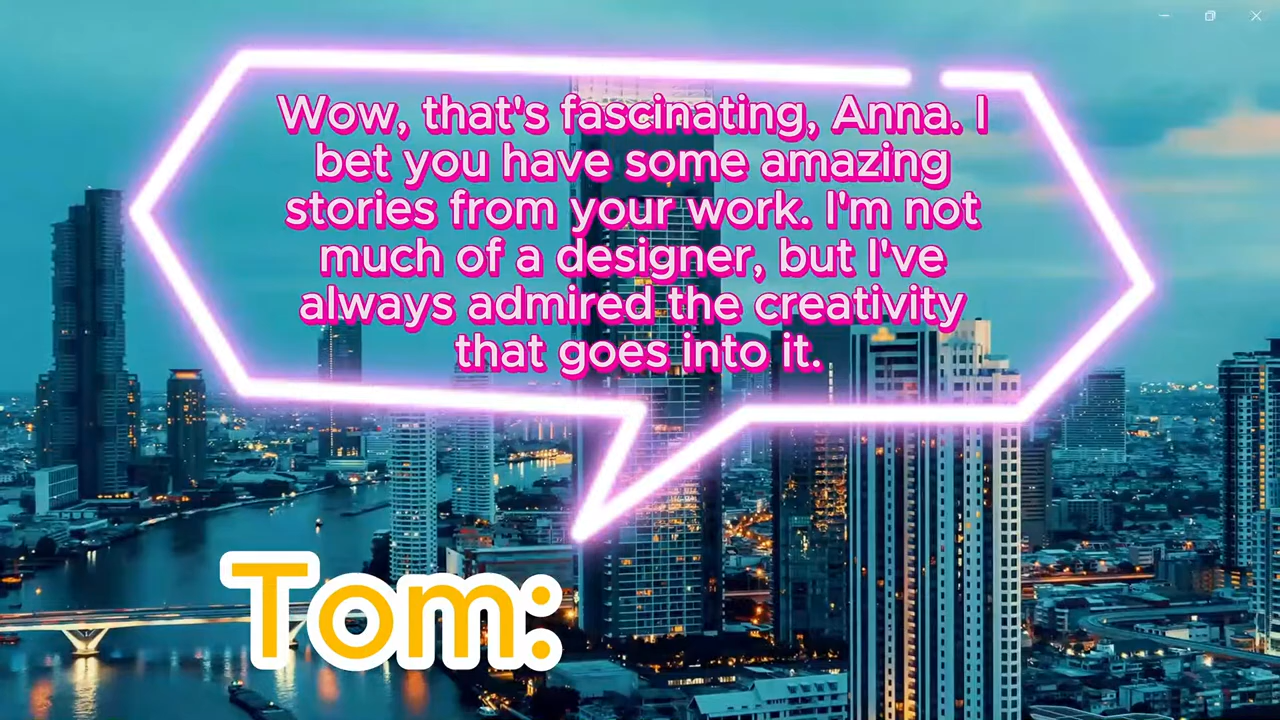 Wow, that's fascinating, Anna. I
bet you have some amazing
stories from your work. I'm not
much of a designer, but I've
always admired the creativity
that goes into it.
Tom: